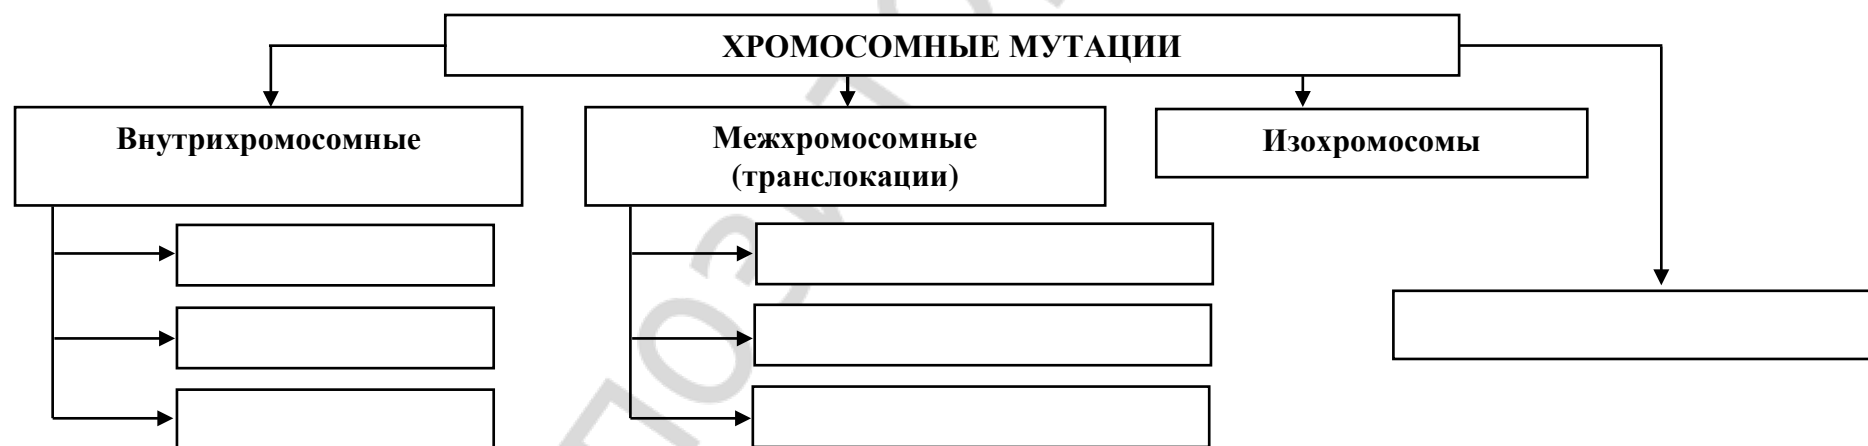 ХРОМОСОМНЫЕ МУТАЦИИ
Внутрихромосомные
Межхромосомные
(транслокации)
Изохромосомы